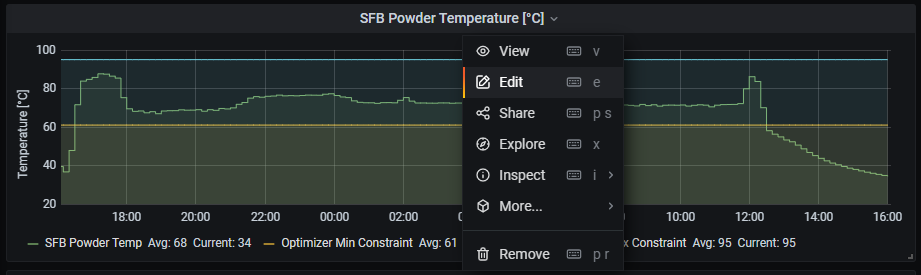 SFB Powder Temperature [°C]
Temperature [°C]
100
80
60
40
20
View v
Edit e
Share p s
Explore x
Inspect i
More...
Remove p r
18:00 20:00 22:00 00:00 02:00 10:00 12:00 14:00 16:00
SFB Powder Temp Avg: 68 Current: 34 Optimizer Min Constraint Avg: 61 x Constraint Avg: 95 Current: 95